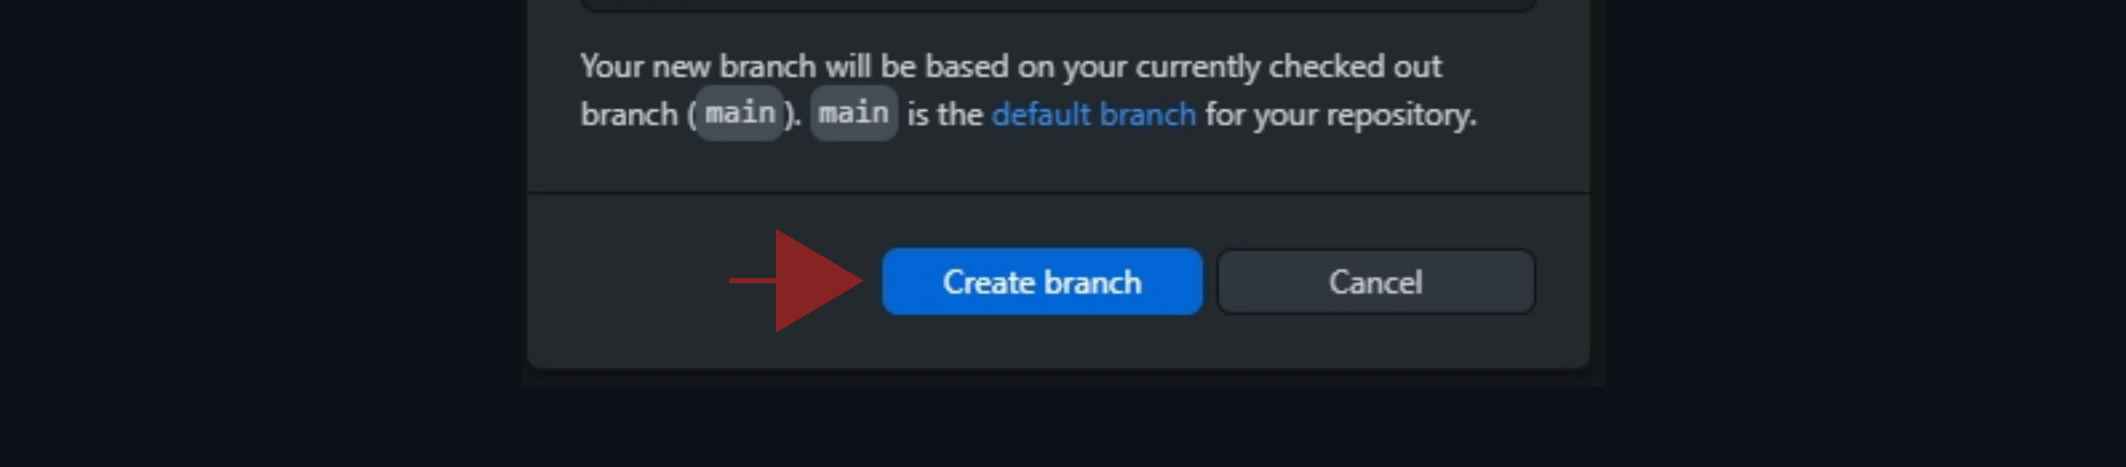 Your new branch will be based on your currently checked out
branch (main). main is the default branch for your repository.
Create branch
Cancel